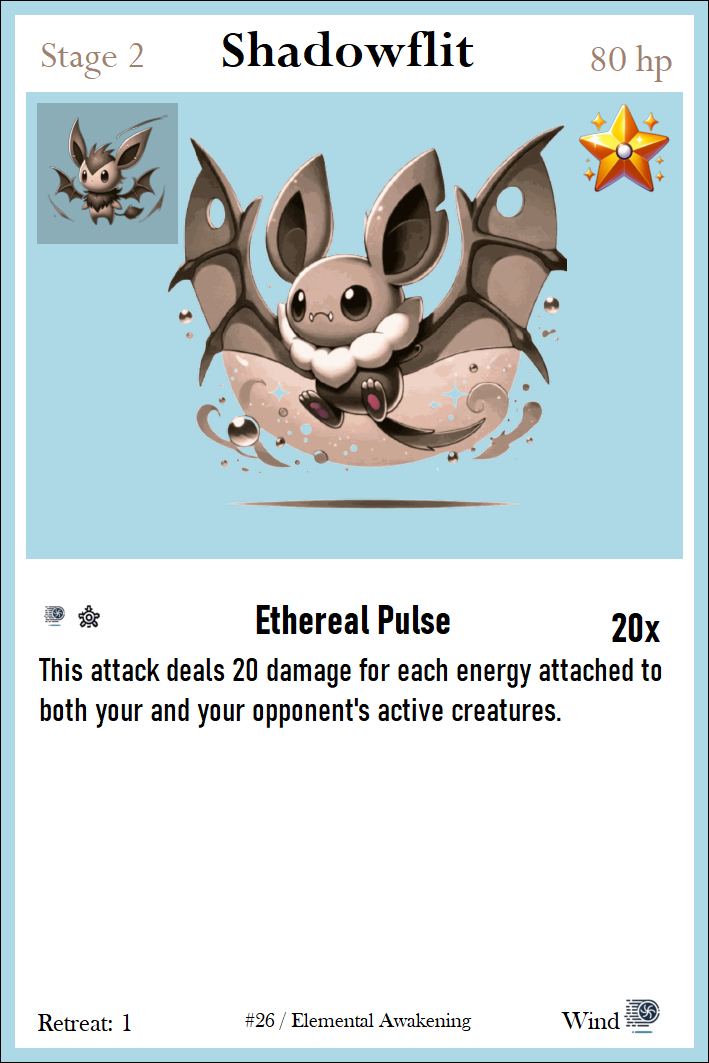 Stage 2
Shadowflit
80 hp
Ethereal Pulse
20x
This attack deals 20 damage for each energy attached to
both your and your opponent's active creatures.
Retreat: 1
#26 / Elemental Awakening
Wind